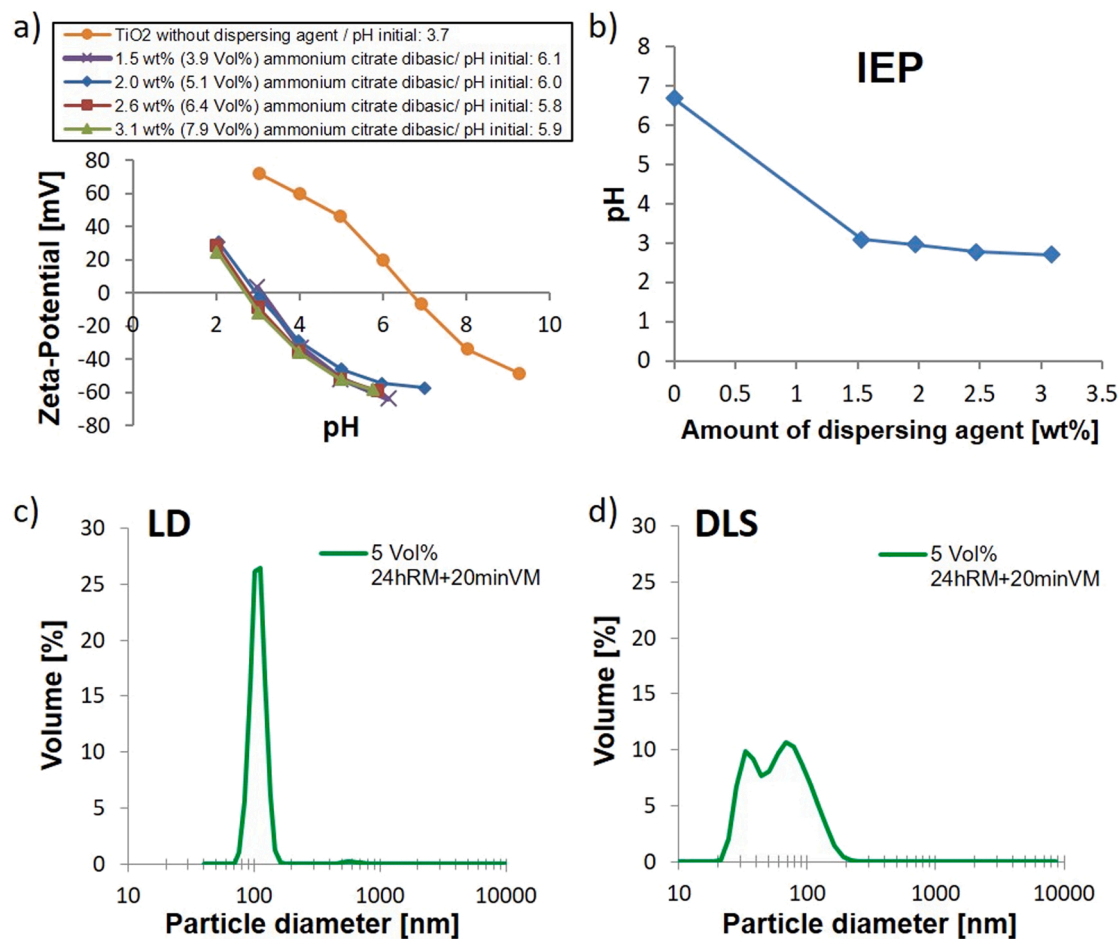 a)
TiO2 without dispersing agent / pH initial: 3.7
1.5 wt% (3.9 Vol%) ammonium citrate dibasic/ pH initial: 6.1
2.0 wt% (5.1 Vol%) ammonium citrate dibasic/ pH initial: 6.0
2.6 wt% (6.4 Vol%) ammonium citrate dibasic/ pH initial: 5.8
3.1 wt% (7.9 Vol%) ammonium citrate dibasic/ pH initial: 5.9
80
60
40
20
0
-20
-40
-60
-80
Zeta-Potential [mV]
0 2 4 6 8 10
pH
b)
IEP
8
7
6
5
4
3
2
1
0
pH
0 0.5 1 1.5 2 2.5 3 3.5
Amount of dispersing agent [wt%]
c)
LD
30
25
20
15
10
5
0
Volume [%]
5 Vol%
24hRM+20minVM
10 100 1000 10000
Particle diameter [nm]
d)
DLS
30
25
20
15
10
5
0
Volume [%]
5 Vol%
24hRM+20minVM
10 100 1000 10000
Particle diameter [nm]